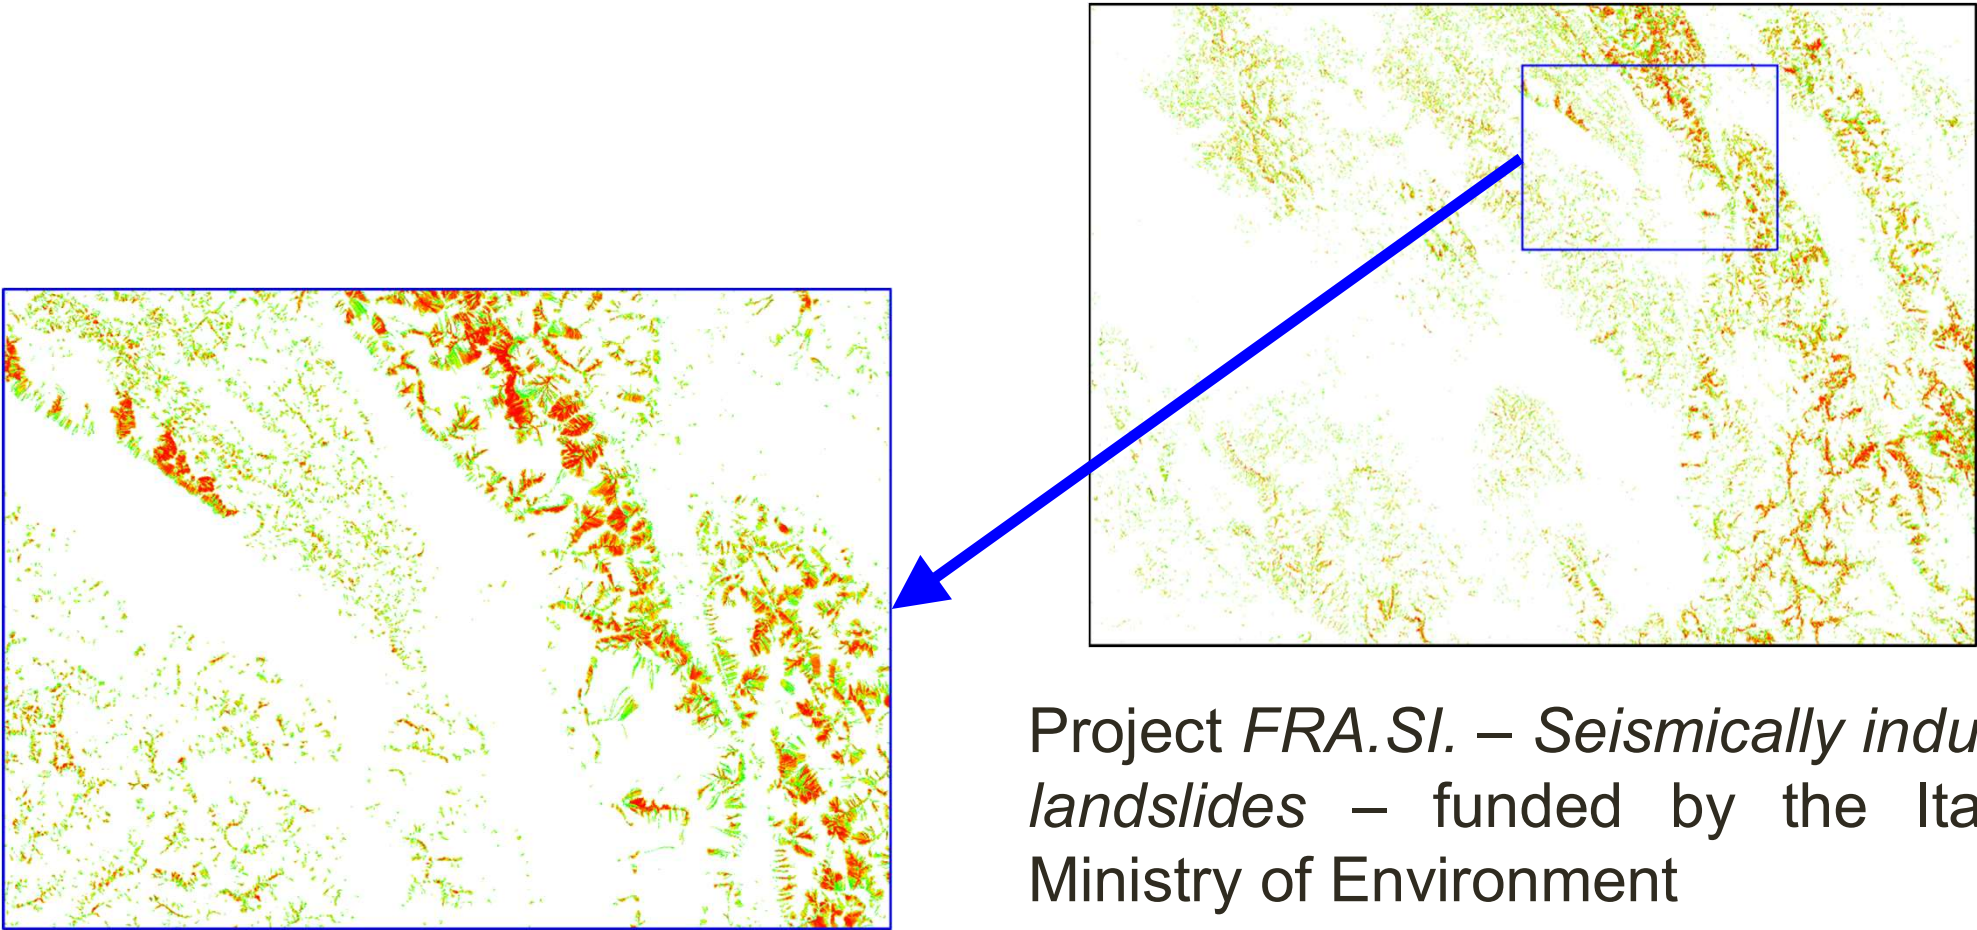 Project FRA.SI. – Seismically indu
landslides – funded by the Ita
Ministry of Environment